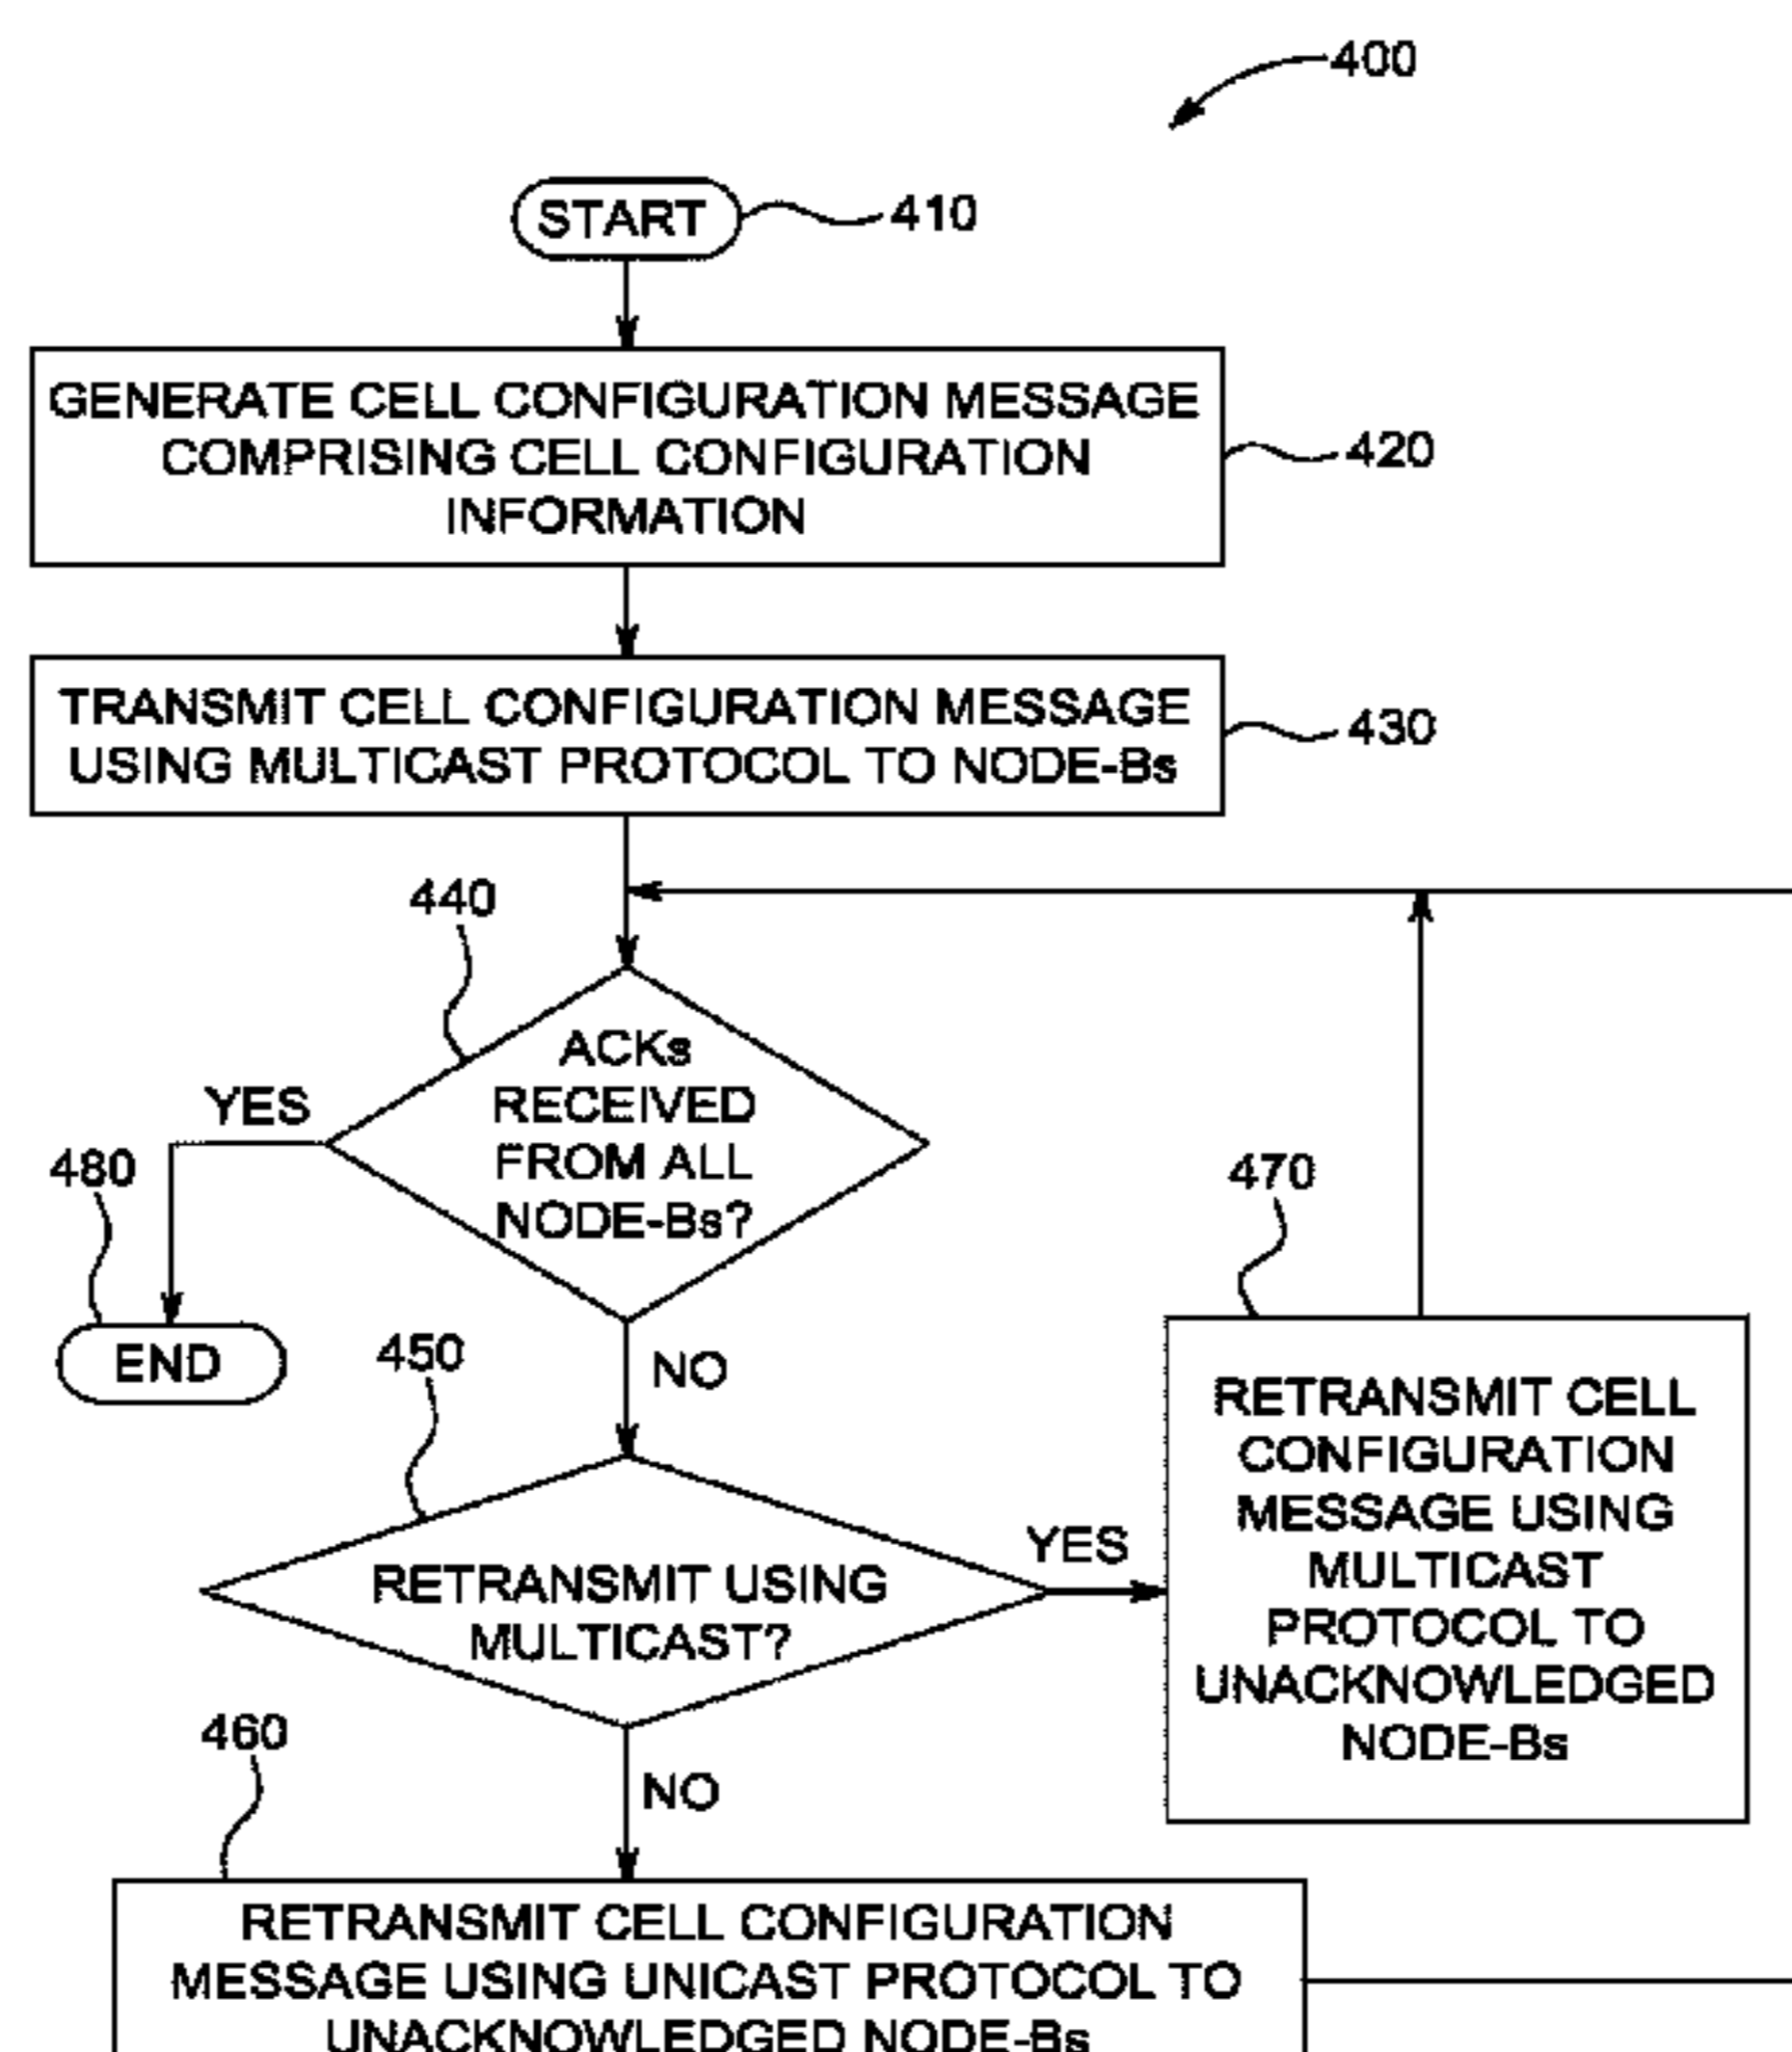 400
START
410
GENERATE CELL CONFIGURATION MESSAGE
COMPRISING CELL CONFIGURATION
INFORMATION
420
TRANSMIT CELL CONFIGURATION MESSAGE
USING MULTICAST PROTOCOL TO NODE-Bs
430
440
ACKs
RECEIVED
FROM ALL
NODE-Bs?
YES
480
END
NO
450
RETRANSMIT USING
MULTICAST?
YES
470
RETRANSMIT CELL
CONFIGURATION
MESSAGE USING
MULTICAST
PROTOCOL TO
UNACKNOWLEDGED
NODE-Bs
NO
460
RETRANSMIT CELL CONFIGURATION
MESSAGE USING UNICAST PROTOCOL TO
UNACKNOWLEDGED NODE-Bs